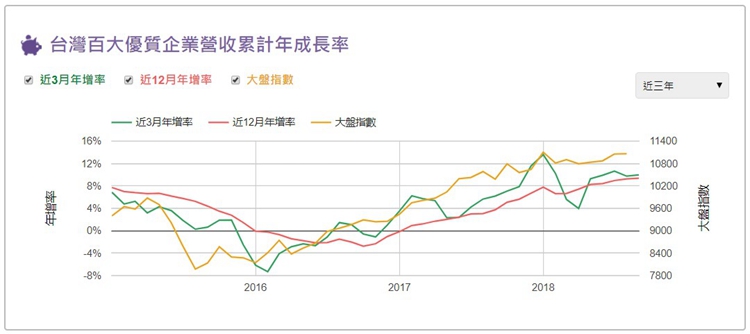 台灣百大優質企業營收累計年成長率
近3月年增率 近12月年增率 大盤指數
近三年
近3月年增率 近12月年增率 大盤指數
16% 11400
12% 10800
8% 10200
4% 9600
0% 9000
-4% 8400
-8% 7800
年增率
大盤指數
2016 2017 2018